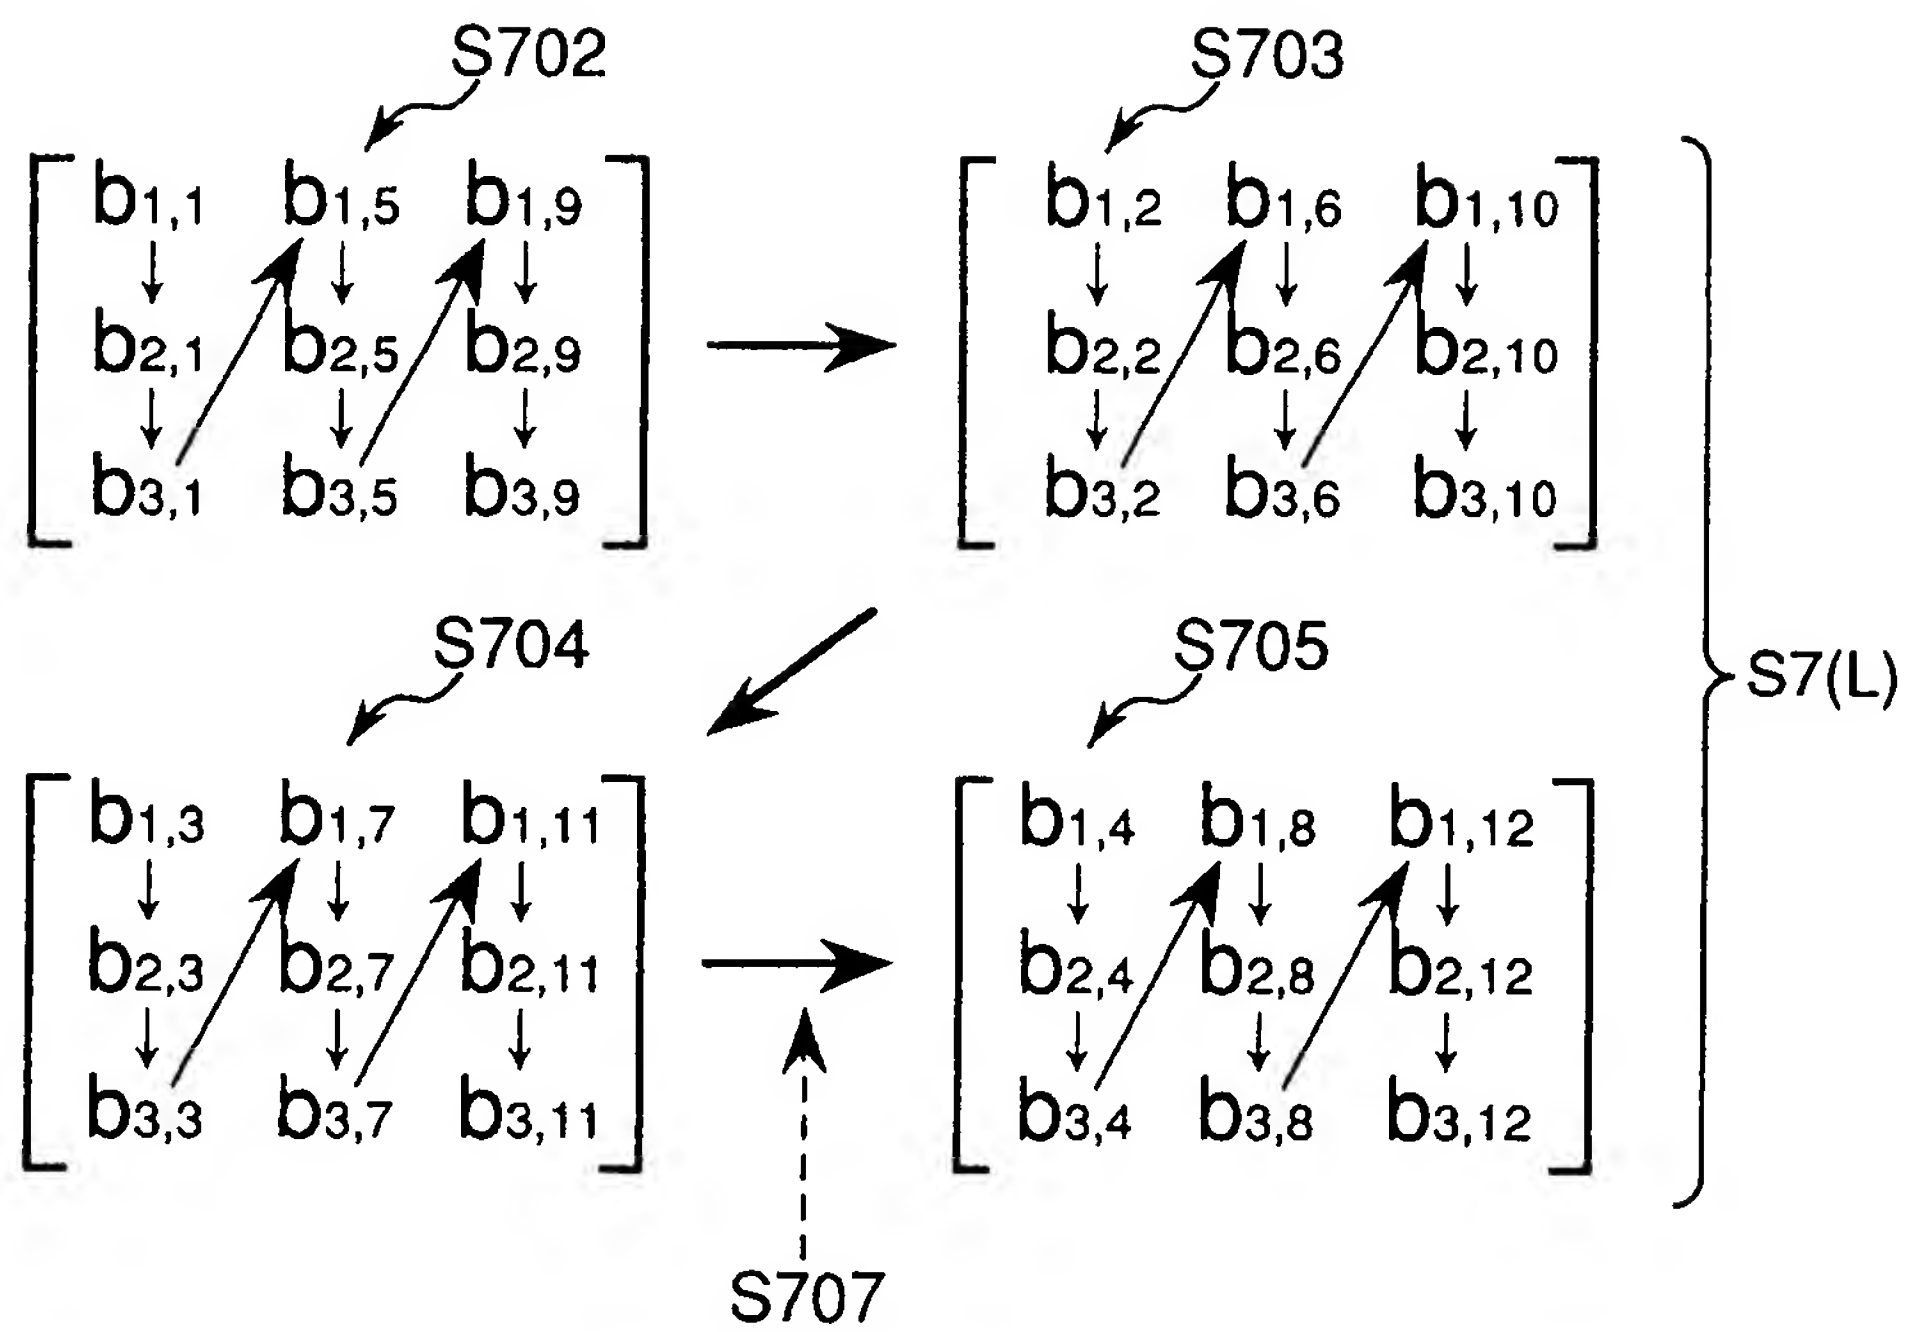 S702
S703
b1,1 b1,5 b1,9
b2,1 b2,5 b2,9
b3,1 b3,5 b3,9
b1,2 b1,6 b1,10
b2,2 b2,6 b2,10
b3,2 b3,6 b3,10
S7(L)
S704
S705
b1,3 b1,7 b1,11
b2,3 b2,7 b2,11
b3,3 b3,7 b3,11
b1,4 b1,8 b1,12
b2,4 b2,8 b2,12
b3,4 b3,8 b3,12
S707